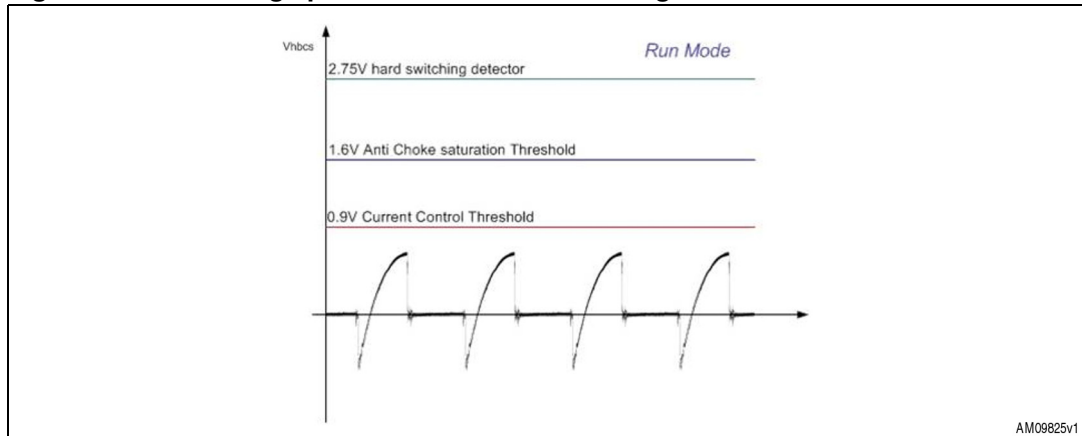 Vhbcs
Run Mode
2.75V hard switching detector
1.6V Anti Choke saturation Threshold
0.9V Current Control Threshold
AM09825v1